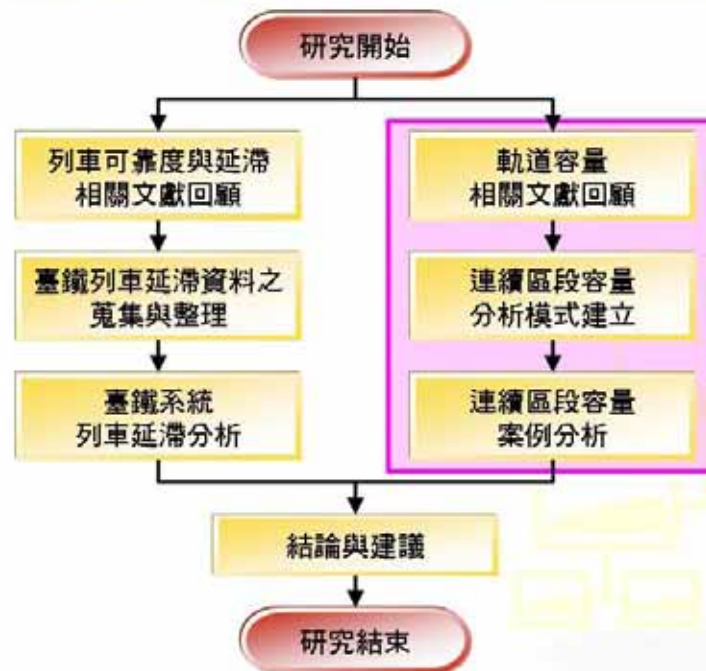 研究開始
列車可靠度與延滯
相關文獻回顧
臺鐵列車延滯資料之
蒐集與整理
臺鐵系統
列車延滯分析
軌道容量
相關文獻回顧
連續區段容量
分析模式建立
連續區段容量
案例分析
結論與建議
研究結束